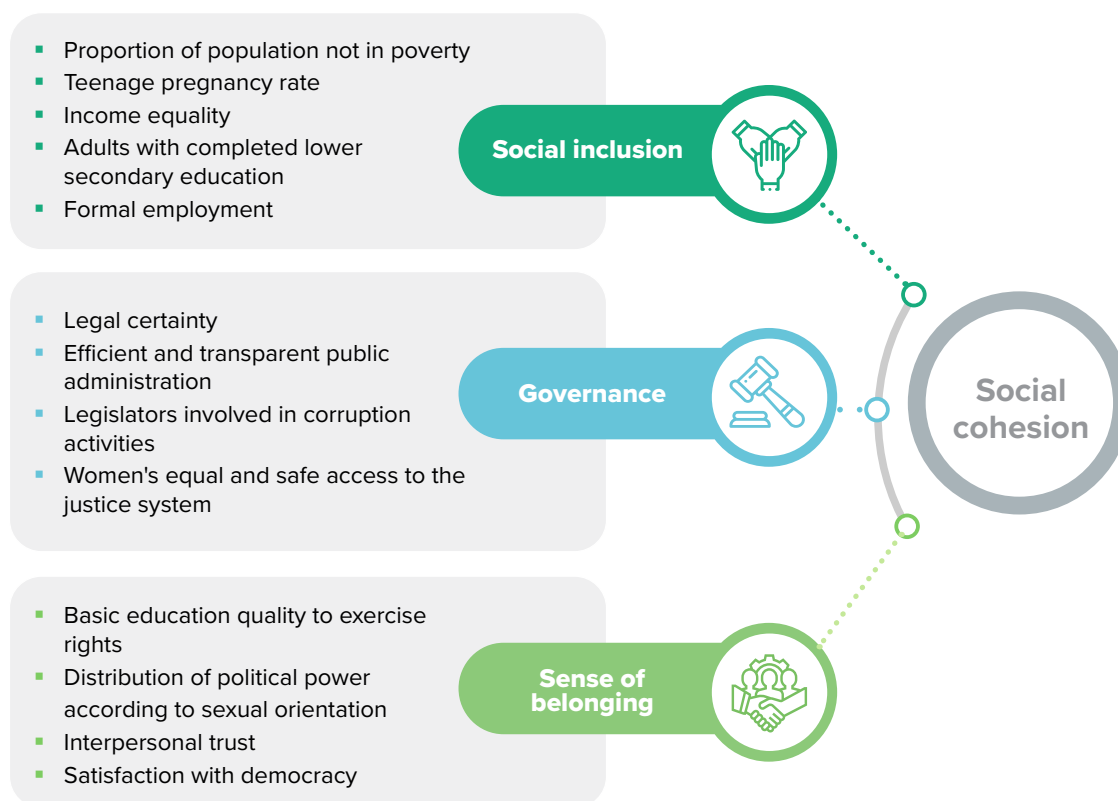 Proportion of population not in poverty
Teenage pregnancy rate
Income equality
Adults with completed lower
secondary education
Formal employment
Social inclusion
Legal certainty
Efficient and transparent public
administration
Legislators involved in corruption
activities
Women's equal and safe access to the
justice system
Governance
Social
cohesion
Basic education quality to exercise
rights
Distribution of political power
according to sexual orientation
Interpersonal trust
Satisfaction with democracy
Sense of
belonging